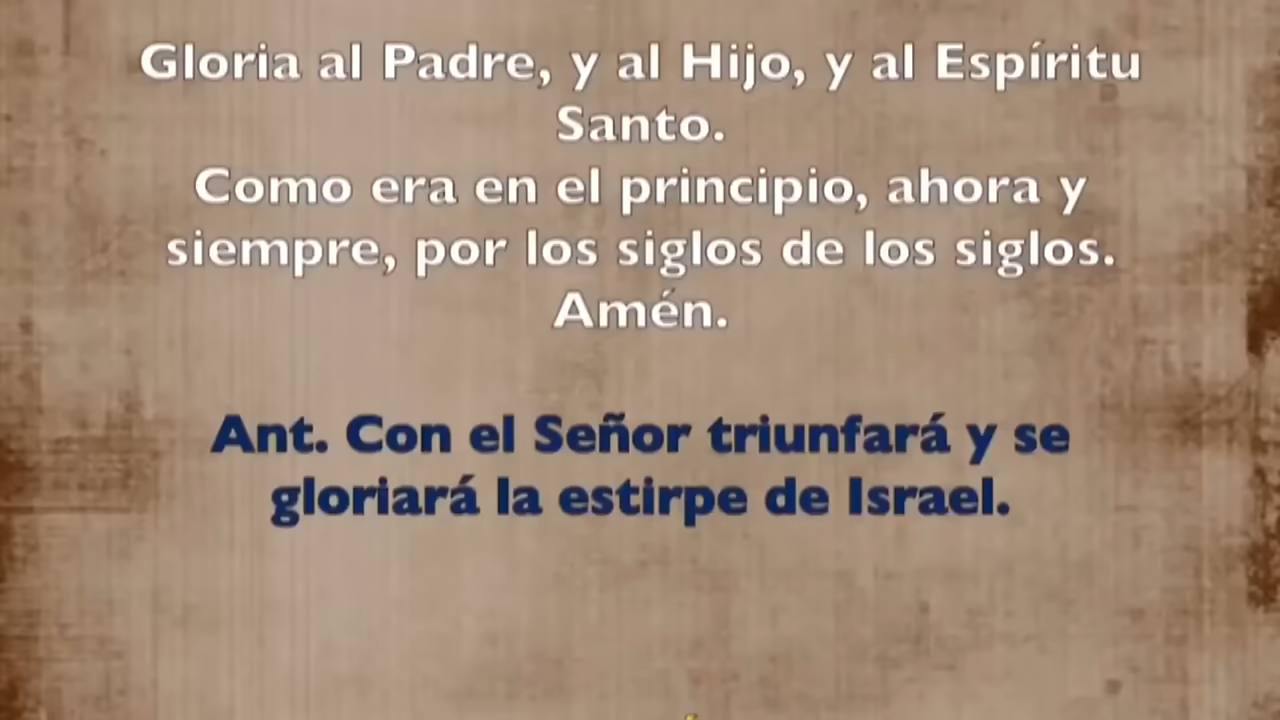 Gloria al Padre, y al Hijo, y al Espíritu
Santo.
Como era en el principio, ahora y
siempre, por los siglos de los siglos.
Amén.
Ant. Con el Señor triunfará y se
gloriará la estirpe de Israel.